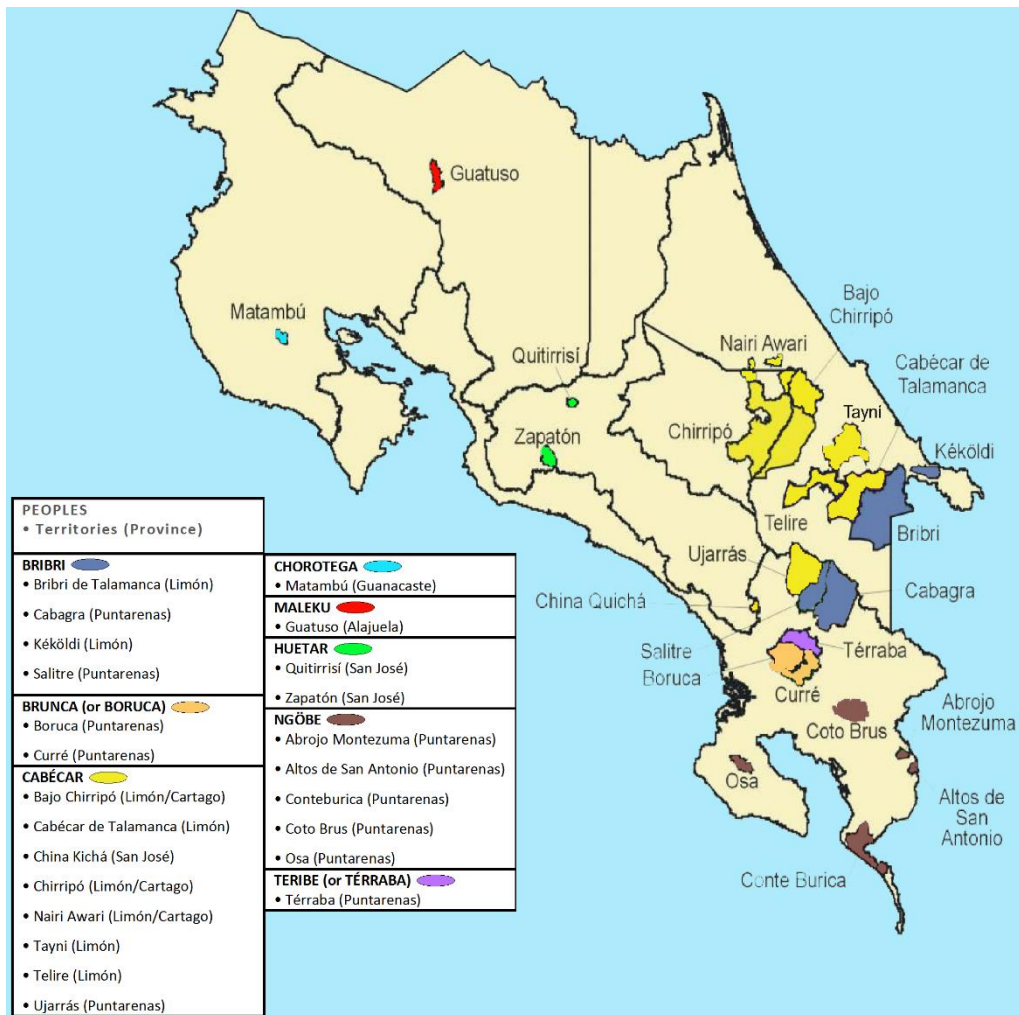 Guatuso
Matambú
Quitirrisí
Zapatón
Nairi Awari
Bajo
Chirripó
Cabécar de
Talamanca
Tayní
Chirripó
Kéköldi
Telire
Bribri
Ujarrás
China Quichá
Cabagra
Salitre
Térraba
Boruca
Curré
Coto Brus
Abrojo
Montezuma
Osa
Altos de
San
Antonio
Conte Burica
PEOPLES
• Territories (Province)
BRIBRI
• Bribri de Talamanca (Limón)
• Cabagra (Puntarenas)
• Kéköldi (Limón)
• Salitre (Puntarenas)
BRUNCA (or BORUCA)
• Boruca (Puntarenas)
• Curré (Puntarenas)
CABÉCAR
• Bajo Chirripó (Limón/Cartago)
• Cabécar de Talamanca (Limón)
• China Kichá (San José)
• Chirripó (Limón/Cartago)
• Nairi Awari (Limón/Cartago)
• Tayni (Limón)
• Telire (Limón)
• Ujarrás (Puntarenas)
CHOROTEGA
• Matambú (Guanacaste)
MALEKU
• Guatuso (Alajuela)
HUETAR
• Quitirrisí (San José)
• Zapatón (San José)
NGÖBE
• Abrojo Montezuma (Puntarenas)
• Altos de San Antonio (Puntarenas)
• Conteburica (Puntarenas)
• Coto Brus (Puntarenas)
• Osa (Puntarenas)
TERIBE (or TÉRRABA)
• Térraba (Puntarenas)